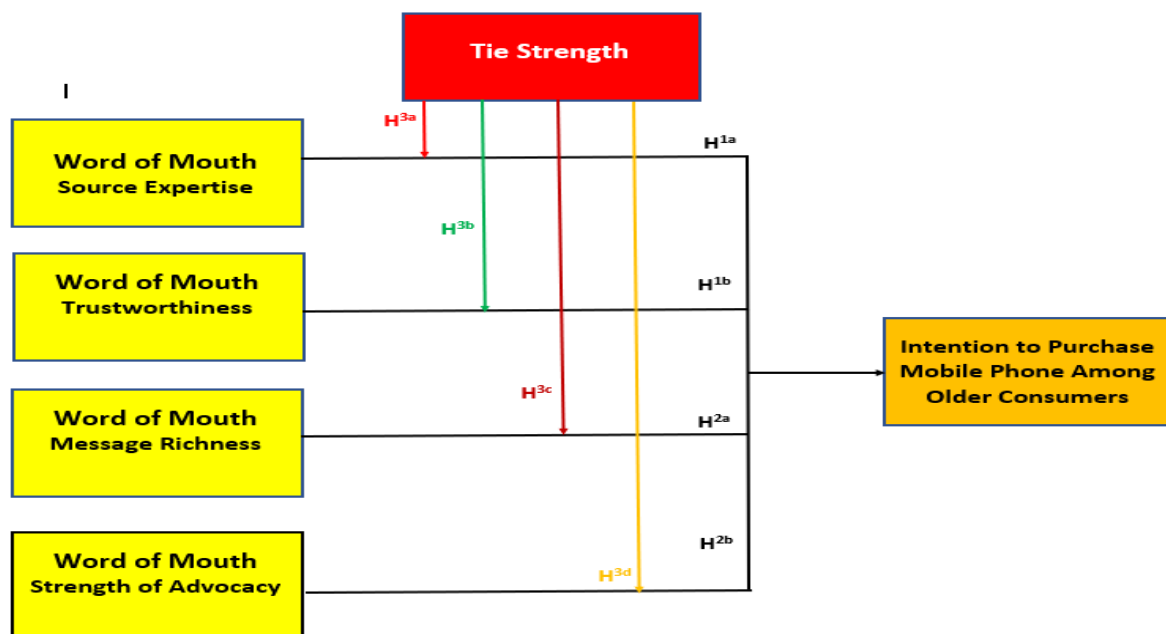 Tie Strength
I
H3a
H1a
Word of Mouth
Source Expertise
H3b
Word of Mouth
Trustworthiness
H1b
Intention to Purchase
Mobile Phone Among
Older Consumers
H3c
Word of Mouth
Message Richness
H2a
Word of Mouth
Strength of Advocacy
H2b
H3d